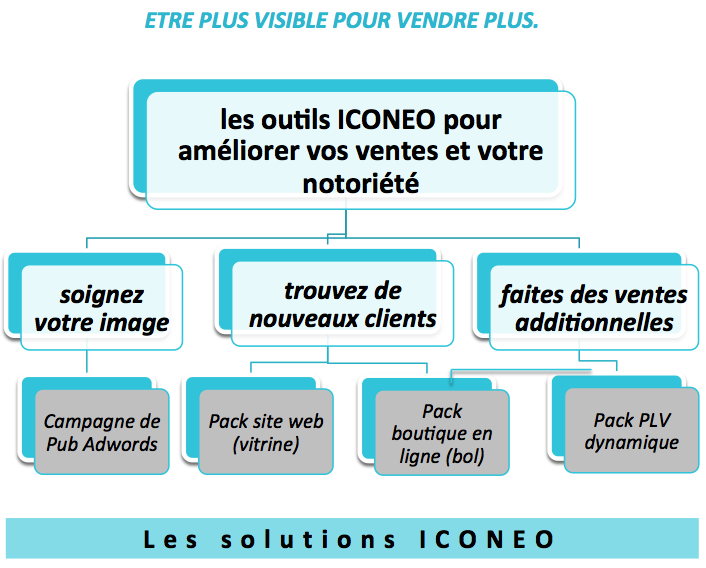 ETRE PLUS VISIBLE POUR VENDRE PLUS.
les outils ICONEO pour
améliorer vos ventes et votre
notoriété
soignez
votre image
trouvez de
nouveaux clients
faites des ventes
additionnelles
Campagne de
Pub Adwords
Pack site web
(vitrine)
Pack
boutique en
ligne (bol)
Pack PLV
dynamique
Les solutions ICONEO